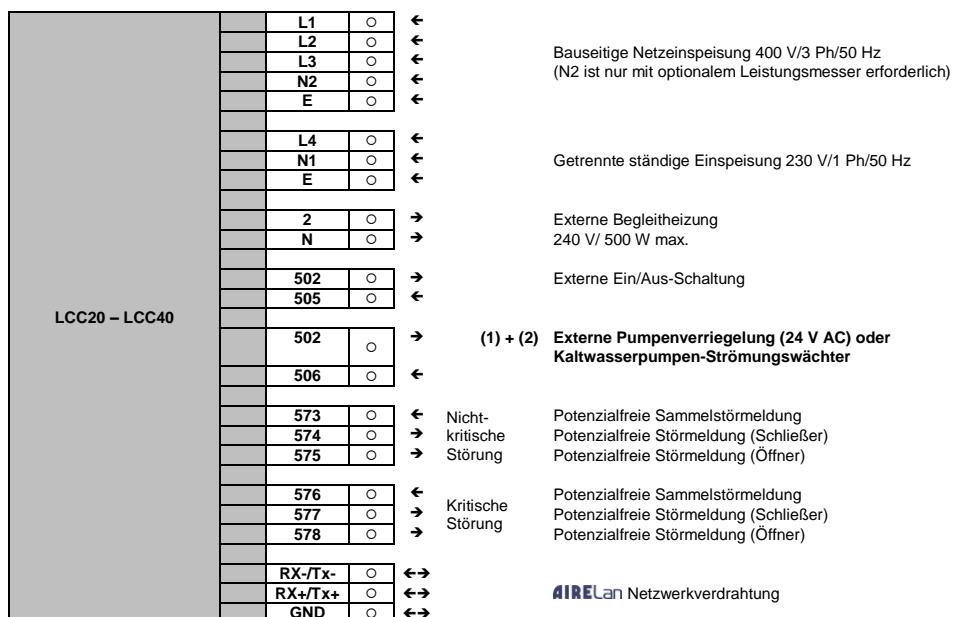 L1
L2
L3
N2
E
Bauseitige Netzeinspeisung 400 V/3 Ph/50 Hz
(N2 ist nur mit optionalem Leistungsmesser erforderlich)
L4
N1
E
Getrennte ständige Einspeisung 230 V/1 Ph/50 Hz
2 Externe Begleitheizung
N 240 V/ 500 W max.
502 Externe Ein/Aus-Schaltung
505
LCC20 – LCC40
502 (1) + (2) Externe Pumpenverriegelung (24 V AC) oder
Kaltwasserpumpen-Strömungswächter
506
573 Nicht- Potenzialfreie Sammelstörmeldung
574 kritische Potenzialfreie Störmeldung (Schließer)
575 Störung Potenzialfreie Störmeldung (Öffner)
576 Kritische Potenzialfreie Sammelstörmeldung
577 Störung Potenzialfreie Störmeldung (Schließer)
578 Potenzialfreie Störmeldung (Öffner)
RX-/Tx-
RX+/Tx+ AIRELan Netzwerkverdrahtung
GND